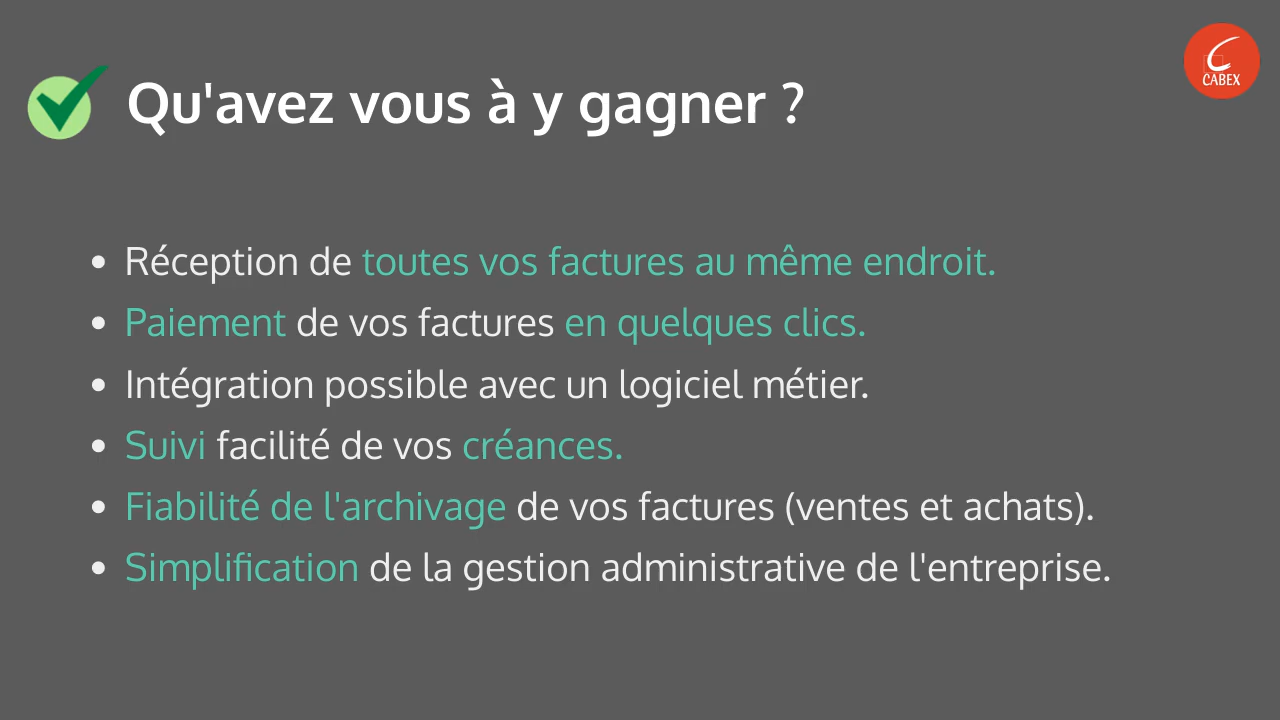 CABEX
Qu'avez vous à y gagner ?
Réception de toutes vos factures au même endroit.
Paiement de vos factures en quelques clics.
Intégration possible avec un logiciel métier.
Suivi facilité de vos créances.
Fiabilité de l'archivage de vos factures (ventes et achats).
Simplification de la gestion administrative de l'entreprise.